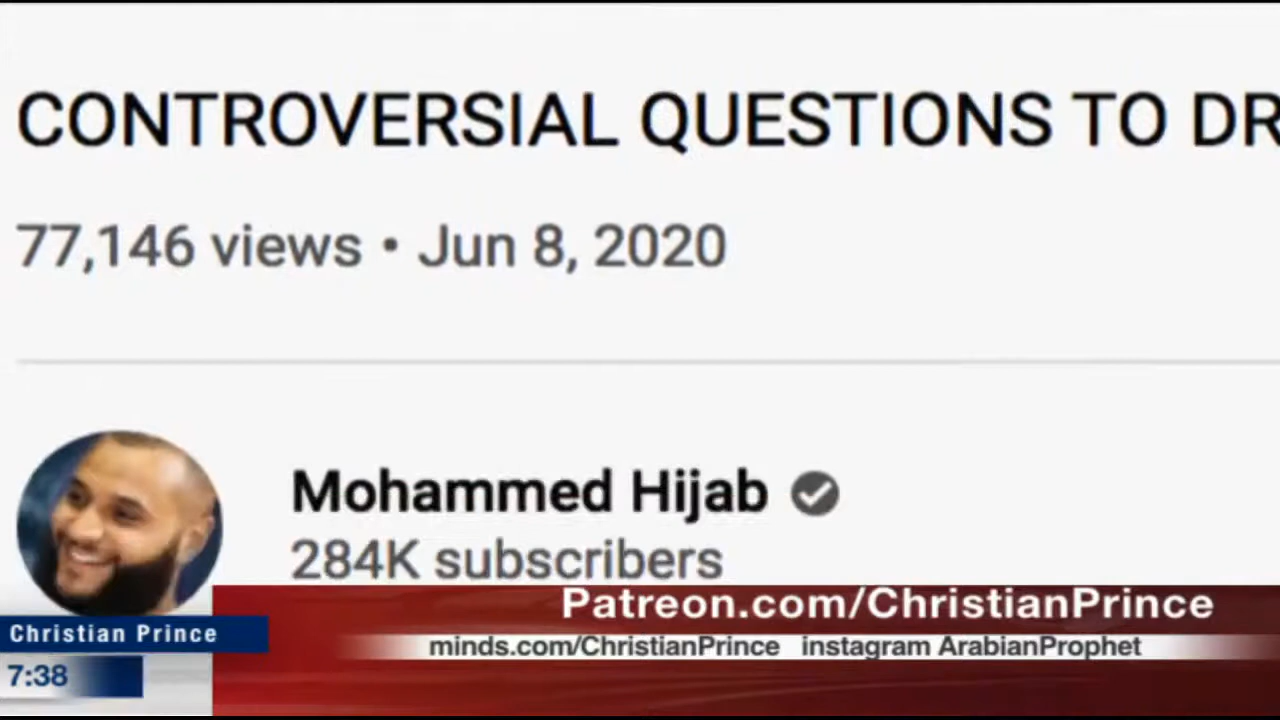 CONTROVERSIAL QUESTIONS TO DR
77,146 views • Jun 8, 2020
Mohammed Hijab
284K subscribers
Patreon.com/ChristianPrince
Christian Prince
minds.com/ChristianPrince instagram ArabianProphet
7:38